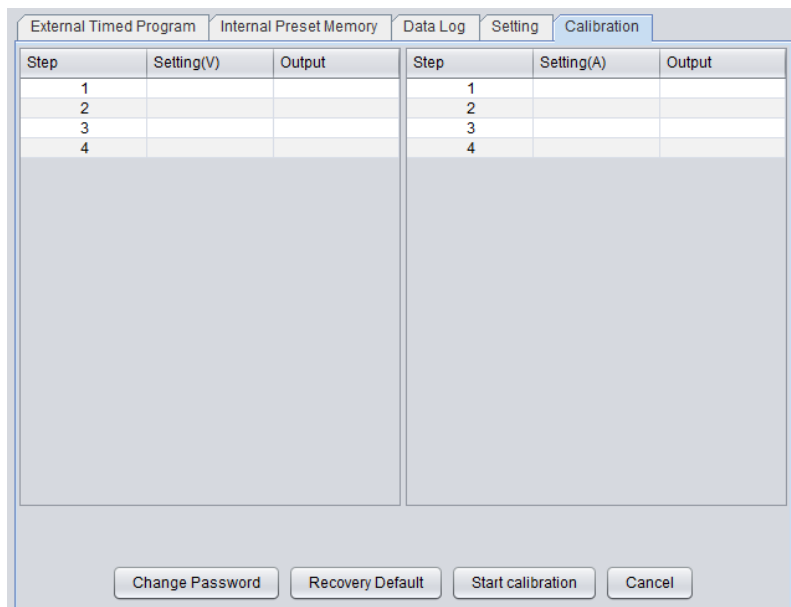 External Timed Program Internal Preset Memory Data Log Setting Calibration
Step Setting(V) Output Step Setting(A) Output
1 1
2 2
3 3
4 4
Change Password Recovery Default Start calibration Cancel